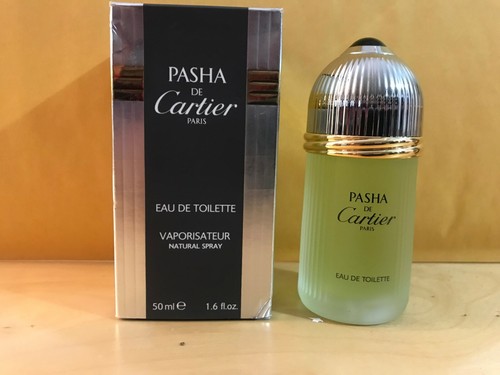 PASHA
DE
Cartier
PARIS
EAU DE TOILETTE
VAPORISATEUR
NATURAL SPRAY
50 ml e 1.6 fl.oz.
PASHA
DE
Cartier
PARIS
EAU DE TOILETTE